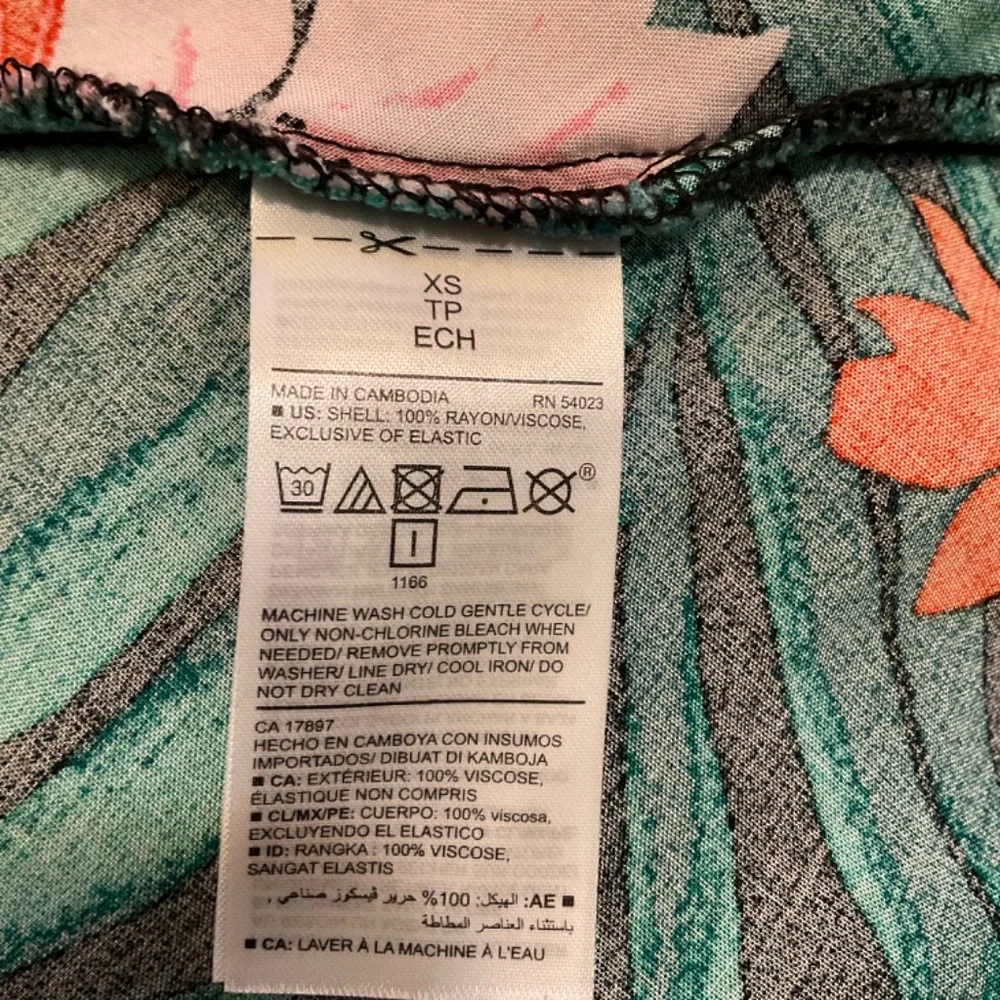 XS
TP
ECH
MADE IN CAMBODIA RN 54023
■ US: SHELL: 100% RAYON/VISCOSE,
EXCLUSIVE OF ELASTIC
30 ®
1166
MACHINE WASH COLD GENTLE CYCLE/
ONLY NON-CHLORINE BLEACH WHEN
NEEDED/ REMOVE PROMPTLY FROM
WASHER/ LINE DRY/ COOL IRON/ DO
NOT DRY CLEAN
CA 17897
HECHO EN CAMBOYA CON INSUMOS
IMPORTADOS/ DIBUAT DI KAMBOJA
■ CA: EXTÉRIEUR: 100% VISCOSE,
ÉLASTIQUE NON COMPRIS
■ CL/MX/PE: CUERPO: 100% viscosa,
EXCLUYENDO EL ELASTICO
■ ID: RANGKA : 100% VISCOSE,
SANGAT ELASTIS
■ AE: الهيكل: 100% حرير ڤيسكوز صناعي ,
باستثناء العناصر المطاطة
■ CA: LAVER À LA MACHINE À L'EAU